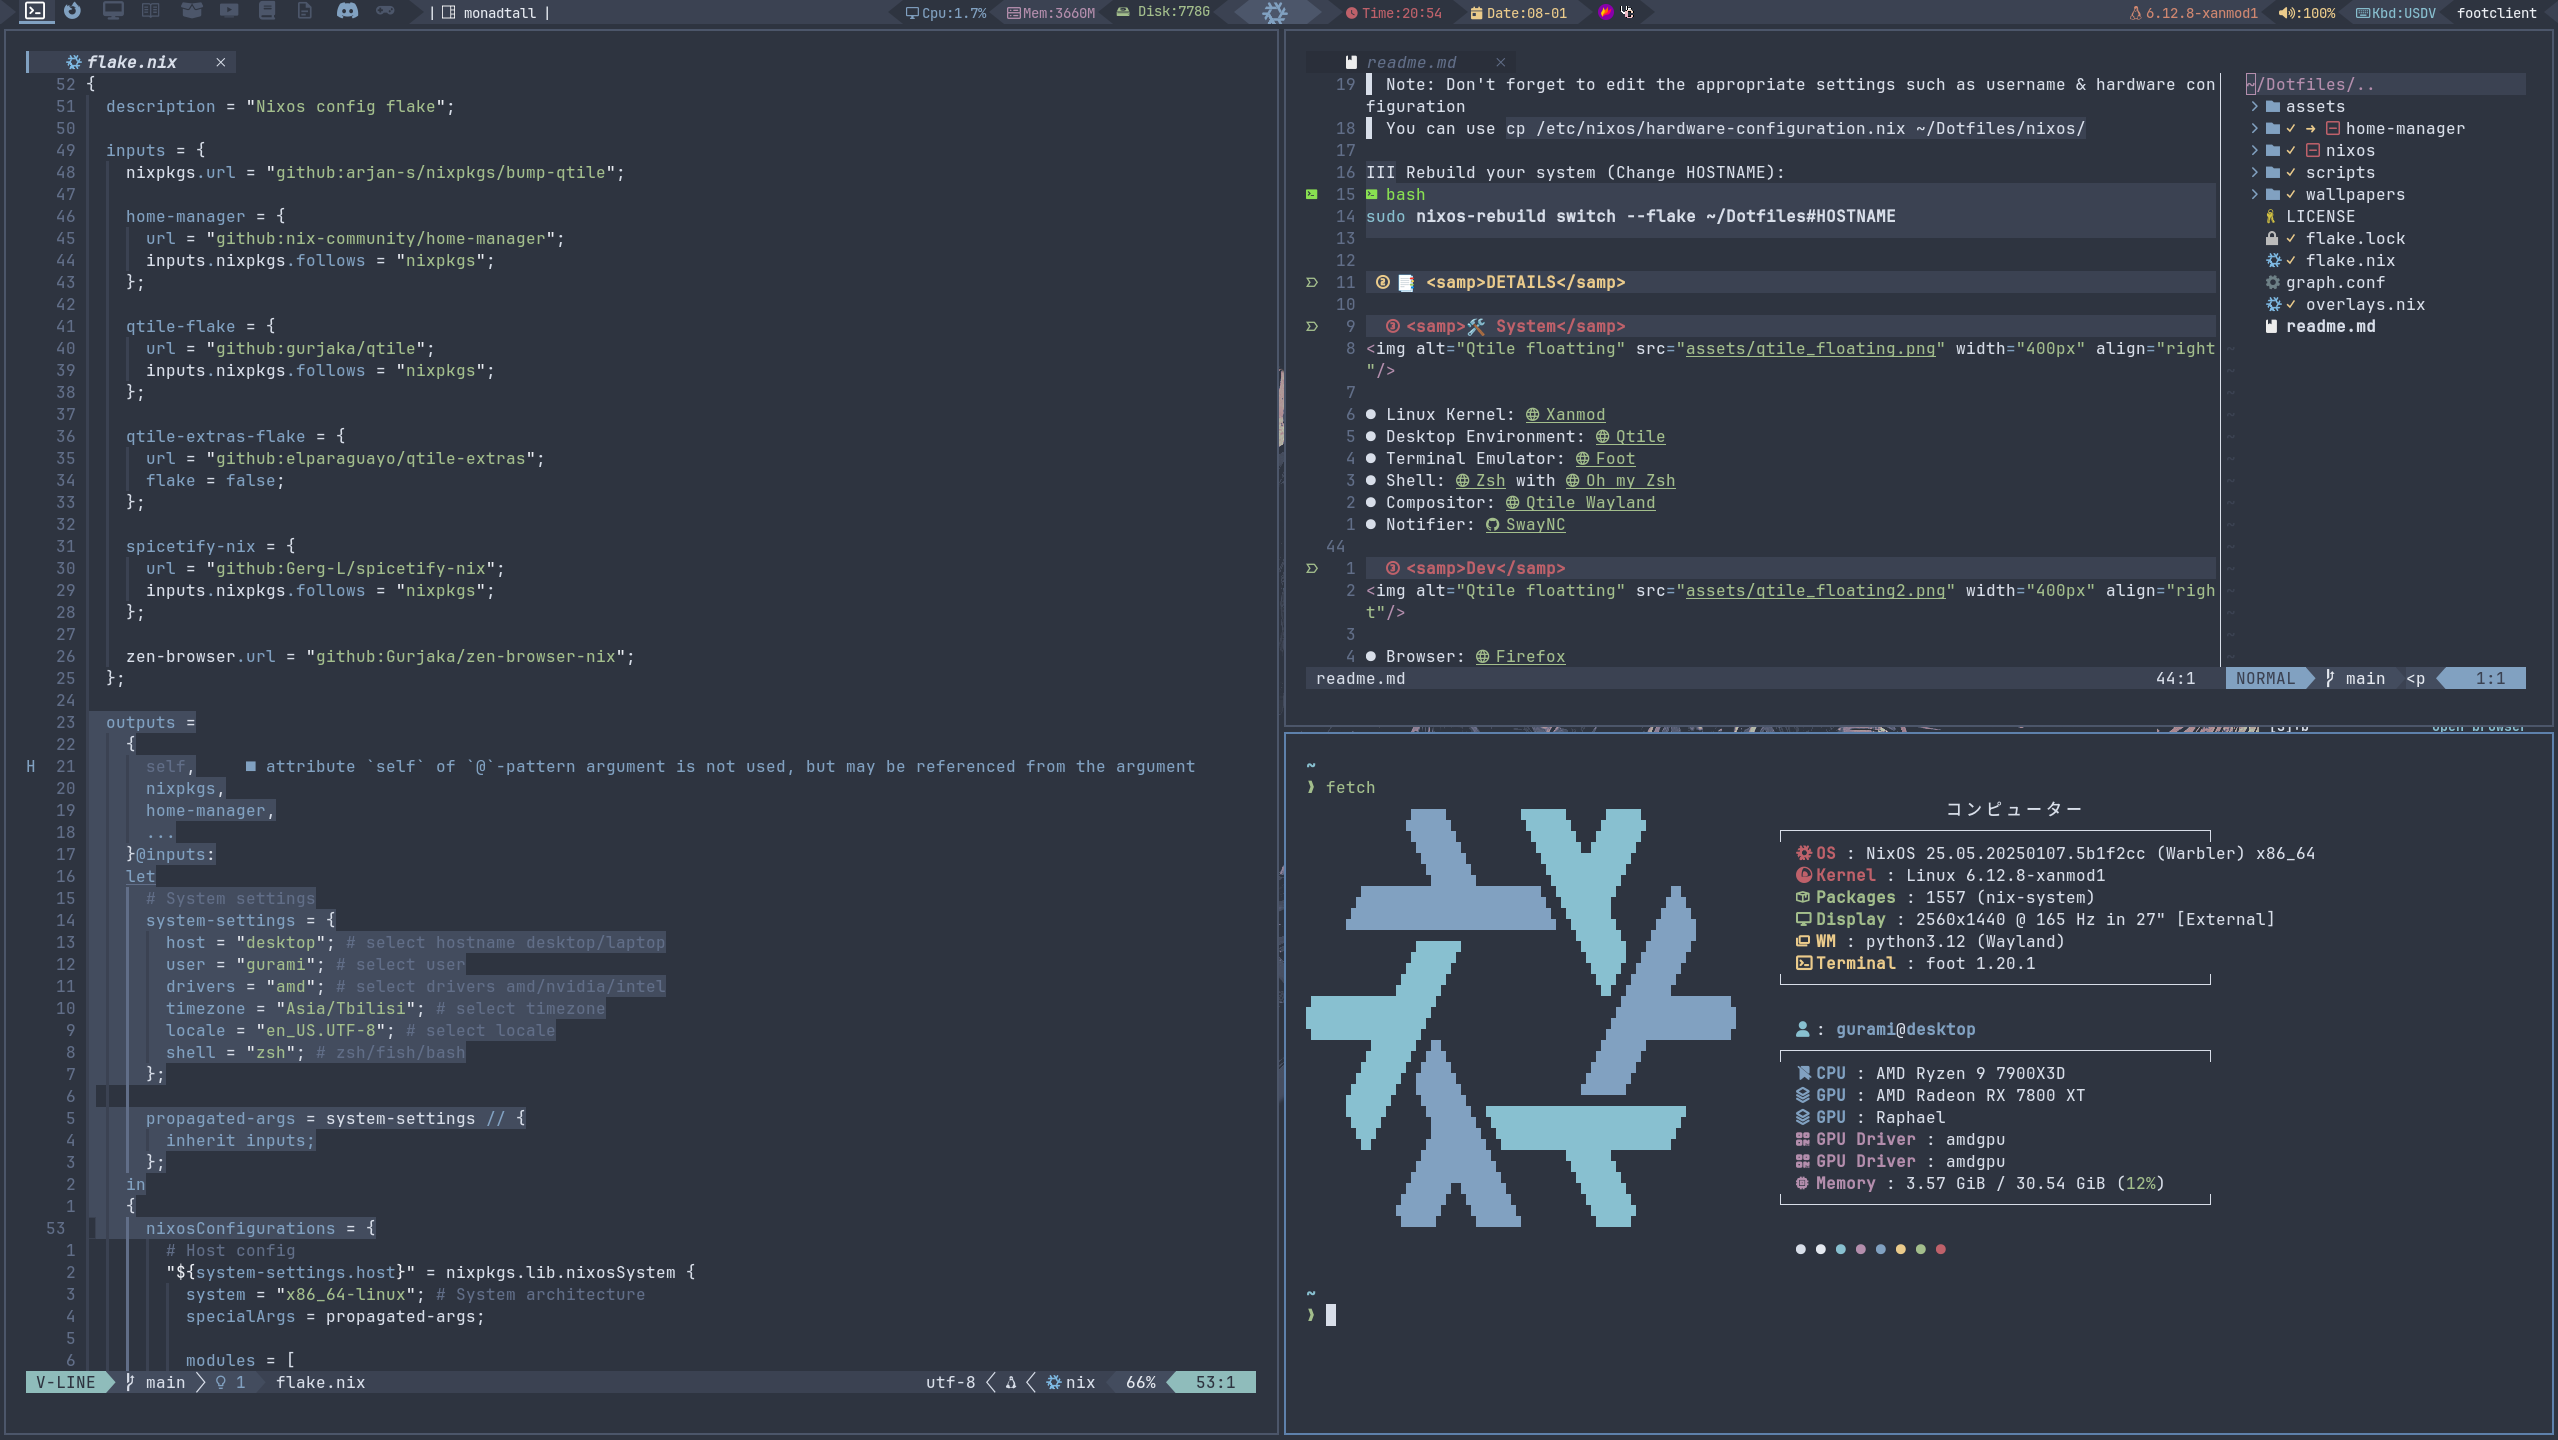 | monadtall |
Cpu:1.7%
Mem:3660M
Disk:778G
Time:20:54
Date:08-01
6.12.8-xanmod1
:100%
Kbd:USDV
footclient
flake.nix ×
52 {
51 description = "Nixos config flake";
50
49 inputs = {
48 nixpkgs.url = "github:arjan-s/nixpkgs/bump-qtile";
47
46 home-manager = {
45 url = "github:nix-community/home-manager";
44 inputs.nixpkgs.follows = "nixpkgs";
43 };
42
41 qtile-flake = {
40 url = "github:gurjaka/qtile";
39 inputs.nixpkgs.follows = "nixpkgs";
38 };
37
36 qtile-extras-flake = {
35 url = "github:elparaguayo/qtile-extras";
34 flake = false;
33 };
32
31 spicetify-nix = {
30 url = "github:Gerg-L/spicetify-nix";
29 inputs.nixpkgs.follows = "nixpkgs";
28 };
27
26 zen-browser.url = "github:Gurjaka/zen-browser-nix";
25 };
24
23 outputs =
22 {
H 21 self, ■ attribute `self` of `@`-pattern argument is not used, but may be referenced from the argument
20 nixpkgs,
19 home-manager,
18 ...
17 }@inputs:
16 let
15 # System settings
14 system-settings = {
13 host = "desktop"; # select hostname desktop/laptop
12 user = "gurami"; # select user
11 drivers = "amd"; # select drivers amd/nvidia/intel
10 timezone = "Asia/Tbilisi"; # select timezone
9 locale = "en_US.UTF-8"; # select locale
8 shell = "zsh"; # zsh/fish/bash
7 };
6
5 propagated-args = system-settings // {
4 inherit inputs;
3 };
2 in
1 {
53 nixosConfigurations = {
1 # Host config
2 "${system-settings.host}" = nixpkgs.lib.nixosSystem {
3 system = "x86_64-linux"; # System architecture
4 specialArgs = propagated-args;
5
6 modules = [
V-LINE main 1 flake.nix utf-8 nix 66% 53:1
readme.md ×
19 Note: Don't forget to edit the appropriate settings such as username & hardware con
figuration
18 You can use cp /etc/nixos/hardware-configuration.nix ~/Dotfiles/nixos/
17
16 III Rebuild your system (Change HOSTNAME):
15 bash
14 sudo nixos-rebuild switch --flake ~/Dotfiles#HOSTNAME
13
12
11 ② 📑 <samp>DETAILS</samp>
10
9 ③ <samp>🛠 System</samp>
8 <img alt="Qtile floatting" src="assets/qtile_floating.png" width="400px" align="right
"/>
7
6 ● Linux Kernel: Xanmod
5 ● Desktop Environment: Qtile
4 ● Terminal Emulator: Foot
3 ● Shell: Zsh with Oh my Zsh
2 ● Compositor: Qtile Wayland
1 ● Notifier: SwayNC
44
1 ③ <samp>Dev</samp>
2 <img alt="Qtile floatting" src="assets/qtile_floating2.png" width="400px" align="righ
t"/>
3
4 ● Browser: Firefox
readme.md 44:1
~/Dotfiles/..
> assets
> ✓ → home-manager
> ✓ nixos
> ✓ scripts
> ✓ wallpapers
LICENSE
✓ flake.lock
✓ flake.nix
graph.conf
✓ overlays.nix
readme.md
NORMAL main <p 1:1
~
❱ fetch
コンピューター
OS : NixOS 25.05.20250107.5b1f2cc (Warbler) x86_64
Kernel : Linux 6.12.8-xanmod1
Packages : 1557 (nix-system)
Display : 2560x1440 @ 165 Hz in 27" [External]
WM : python3.12 (Wayland)
Terminal : foot 1.20.1
: gurami@desktop
CPU : AMD Ryzen 9 7900X3D
GPU : AMD Radeon RX 7800 XT
GPU : Raphael
GPU Driver : amdgpu
GPU Driver : amdgpu
Memory : 3.57 GiB / 30.54 GiB (12%)
~
❱